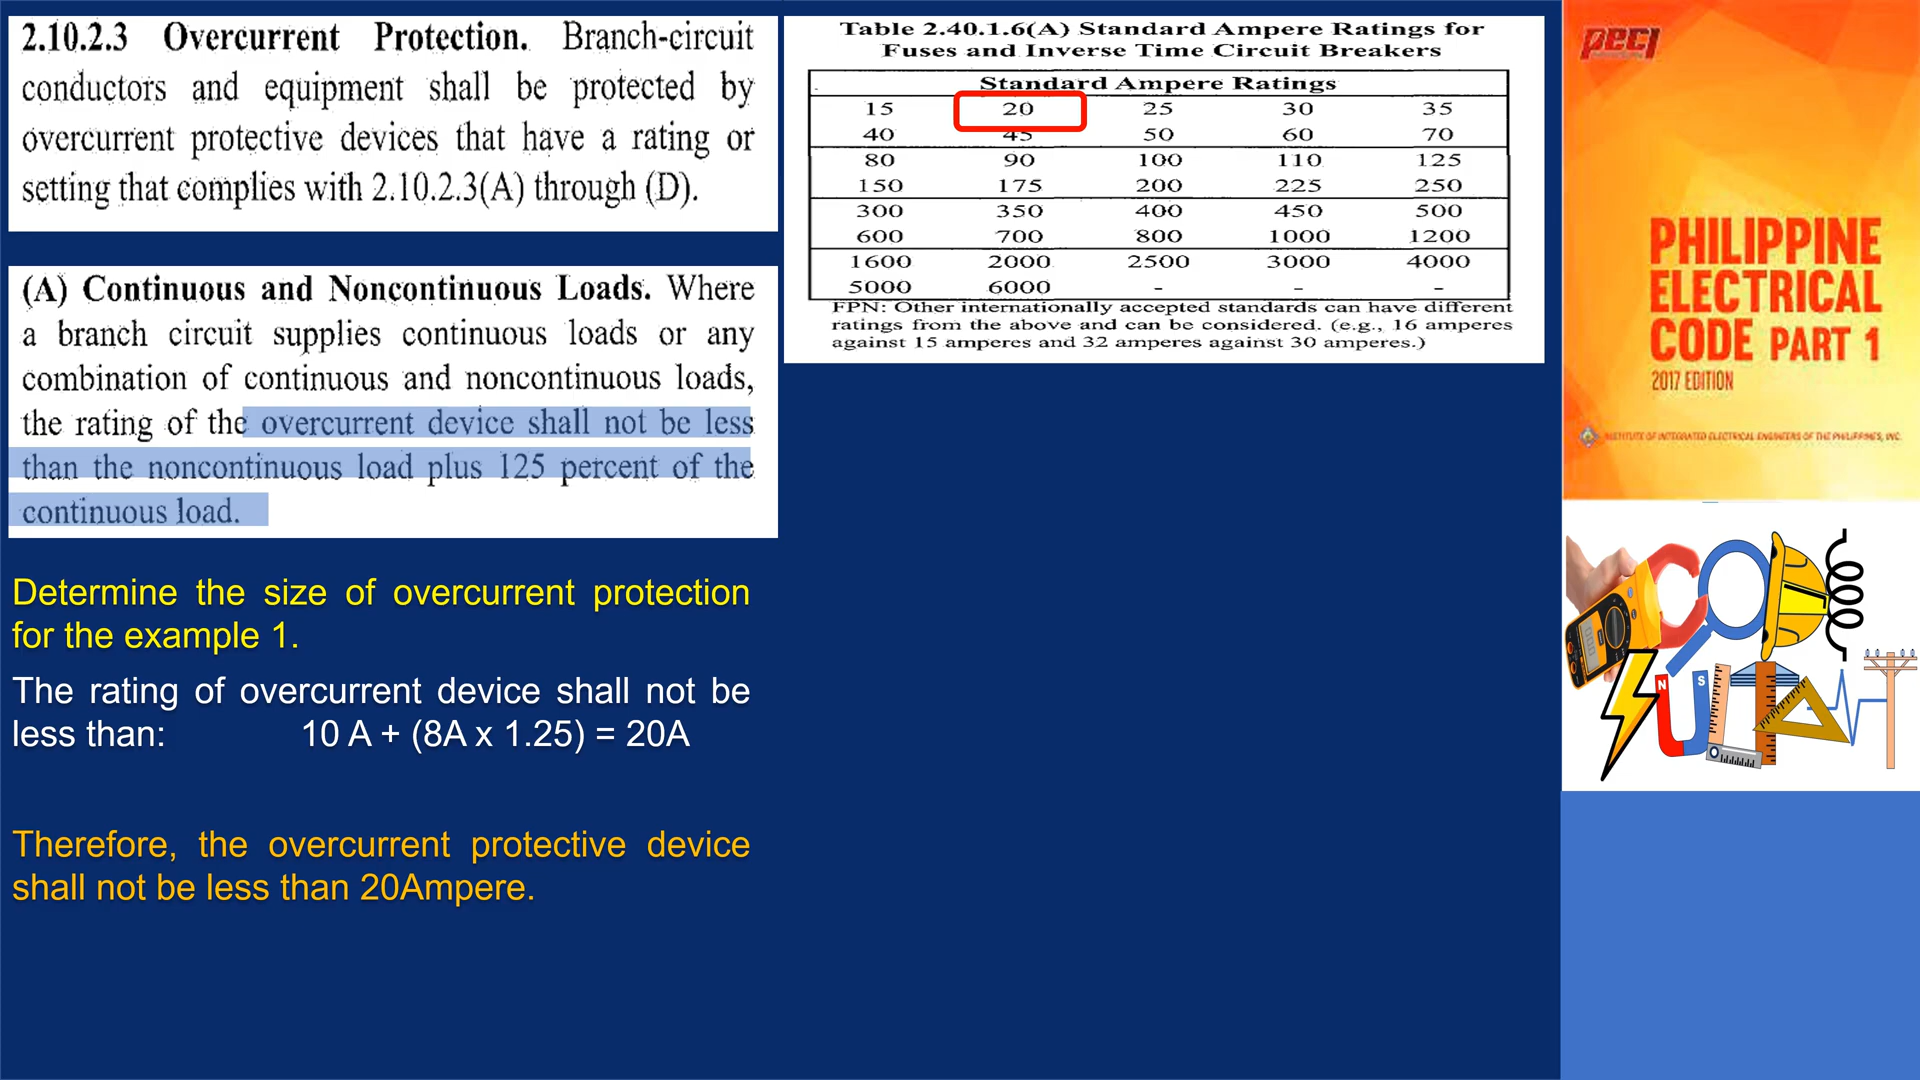 2.10.2.3 Overcurrent Protection. Branch-circuit
conductors and equipment shall be protected by
overcurrent protective devices that have a rating or
setting that complies with 2.10.2.3(A) through (D).
(A) Continuous and Noncontinuous Loads. Where
a branch circuit supplies continuous loads or any
combination of continuous and noncontinuous loads,
the rating of the overcurrent device shall not be less
than the noncontinuous load plus 125 percent of the
continuous load.
Determine the size of overcurrent protection
for the example 1.
The rating of overcurrent device shall not be
less than: 10 A + (8A x 1.25) = 20A
Therefore, the overcurrent protective device
shall not be less than 20Ampere.
Table 2.40.1.6(A) Standard Ampere Ratings for
Fuses and Inverse Time Circuit Breakers
Standard Ampere Ratings
15 20 25 30 35
40 45 50 60 70
80 90 100 110 125
150 175 200 225 250
300 350 400 450 500
600 700 800 1000 1200
1600 2000 2500 3000 4000
5000 6000 - - -
FPN: Other internationally accepted standards can have different
ratings from the above and can be considered. (e.g., 16 amperes
against 15 amperes and 32 amperes against 30 amperes.)
pec1
PHILIPPINE
ELECTRICAL
CODE PART 1
2017 EDITION
INSTITUTE OF INTEGRATED ELECTRICAL ENGINEERS OF THE PHILIPPINES, INC.
N S